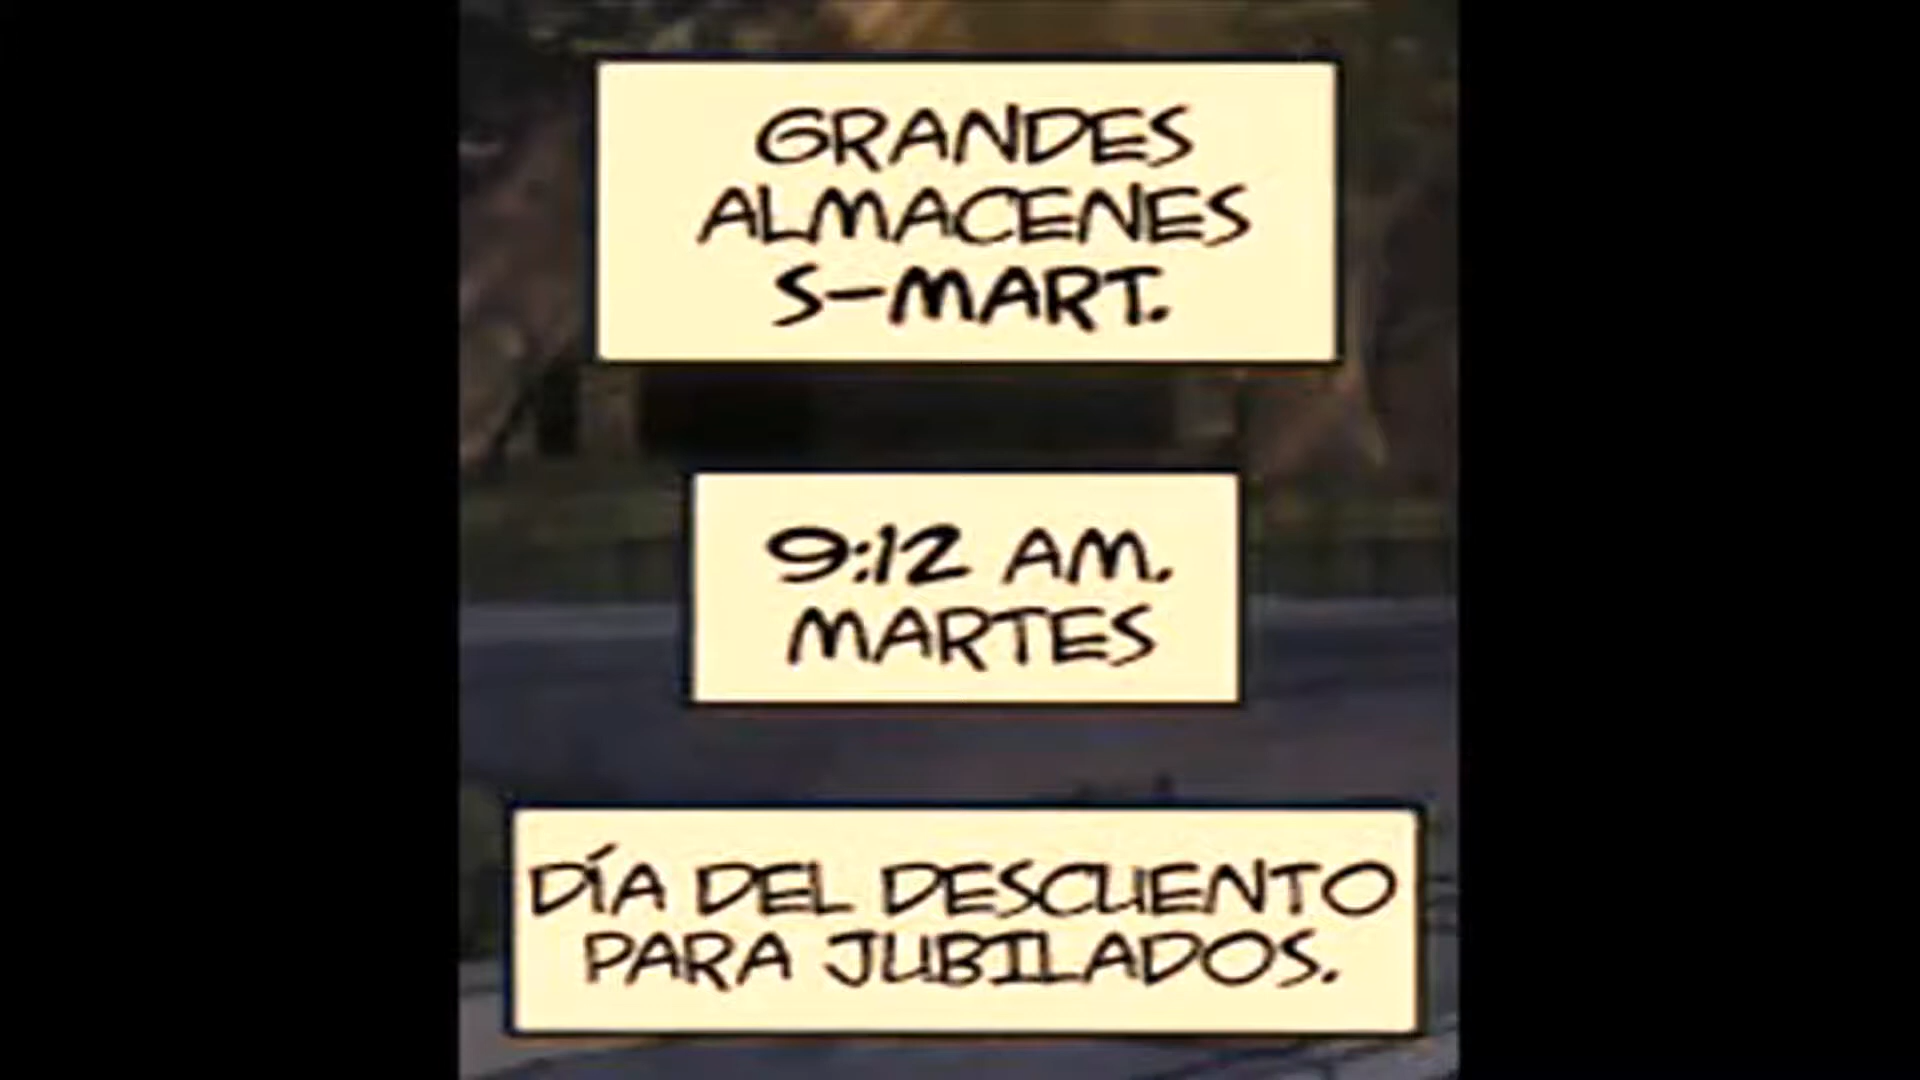 GRANDES
ALMACENES
S-MART.
9:12 AM.
MARTES
DÍA DEL DESCUENTO
PARA JUBILADOS.